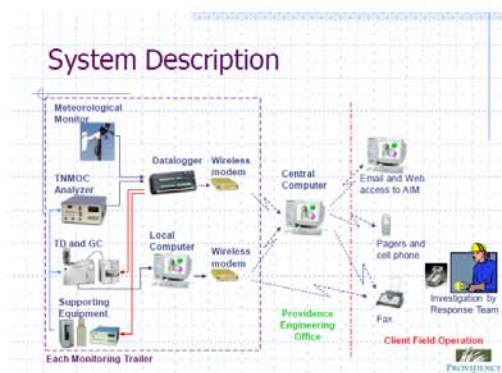 System Description
Meteorological
Monitor
Datalogger
Wireless
modem
TNMOC
Analyzer
Central
Computer
Email and Web
access to AIM
TD and GC
Local
Computer
Wireless
modem
Pagers and
cell phone
Supporting
Equipment
Fax
Investigation by
Response Team
Providence
Engineering
Office
Client Field Operation
Each Monitoring Trailer
PROVIDENCE